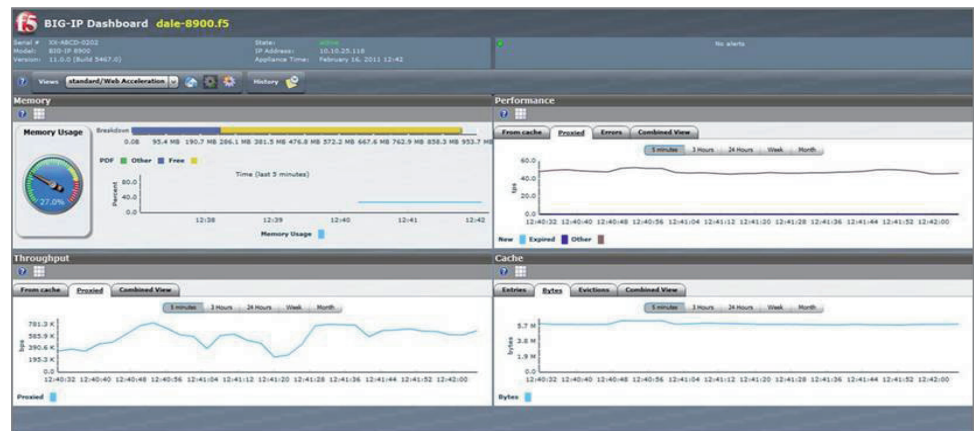 f5 BIG-IP Dashboard dale-8900.f5
Serial # XX-ABCD-0202
Model: BIG-IP 8900
Version: 11.0.0 (Build 5467.0)
State: active
IP Address: 10.10.25.118
Appliance Time: February 16, 2011 12:42
No alerts
Views standard/Web Acceleration History
Memory
Memory Usage
27.0%
Breakdown
0.0B 95.4 MB 190.7 MB 286.1 MB 381.5 MB 476.8 MB 572.2 MB 667.6 MB 762.9 MB 858.3 MB 953.7 MB
PDF Other Free
Time (last 5 minutes)
Percent
80.0
40.0
0.0
12:38 12:39 12:40 12:41 12:42
Memory Usage
Performance
From cache Proxied Errors Combined View
5 minutes 3 Hours 24 Hours Week Month
tps
60.0
40.0
20.0
0.0
12:40:32 12:40:40 12:40:48 12:40:56 12:41:04 12:41:12 12:41:20 12:41:28 12:41:36 12:41:44 12:41:52 12:42:00
New Expired Other
Throughput
From cache Proxied Combined View
5 minutes 3 Hours 24 Hours Week Month
bps
781.3 K
585.9 K
390.6 K
195.3 K
0.0
12:40:32 12:40:40 12:40:48 12:40:56 12:41:04 12:41:12 12:41:20 12:41:28 12:41:36 12:41:44 12:41:52 12:42:00
Proxied
Cache
Entries Bytes Evictions Combined View
5 minutes 3 Hours 24 Hours Week Month
bytes
5.7 M
3.8 M
1.9 M
0.0
12:40:32 12:40:40 12:40:48 12:40:56 12:41:04 12:41:12 12:41:20 12:41:28 12:41:36 12:41:44 12:41:52 12:42:00
Bytes